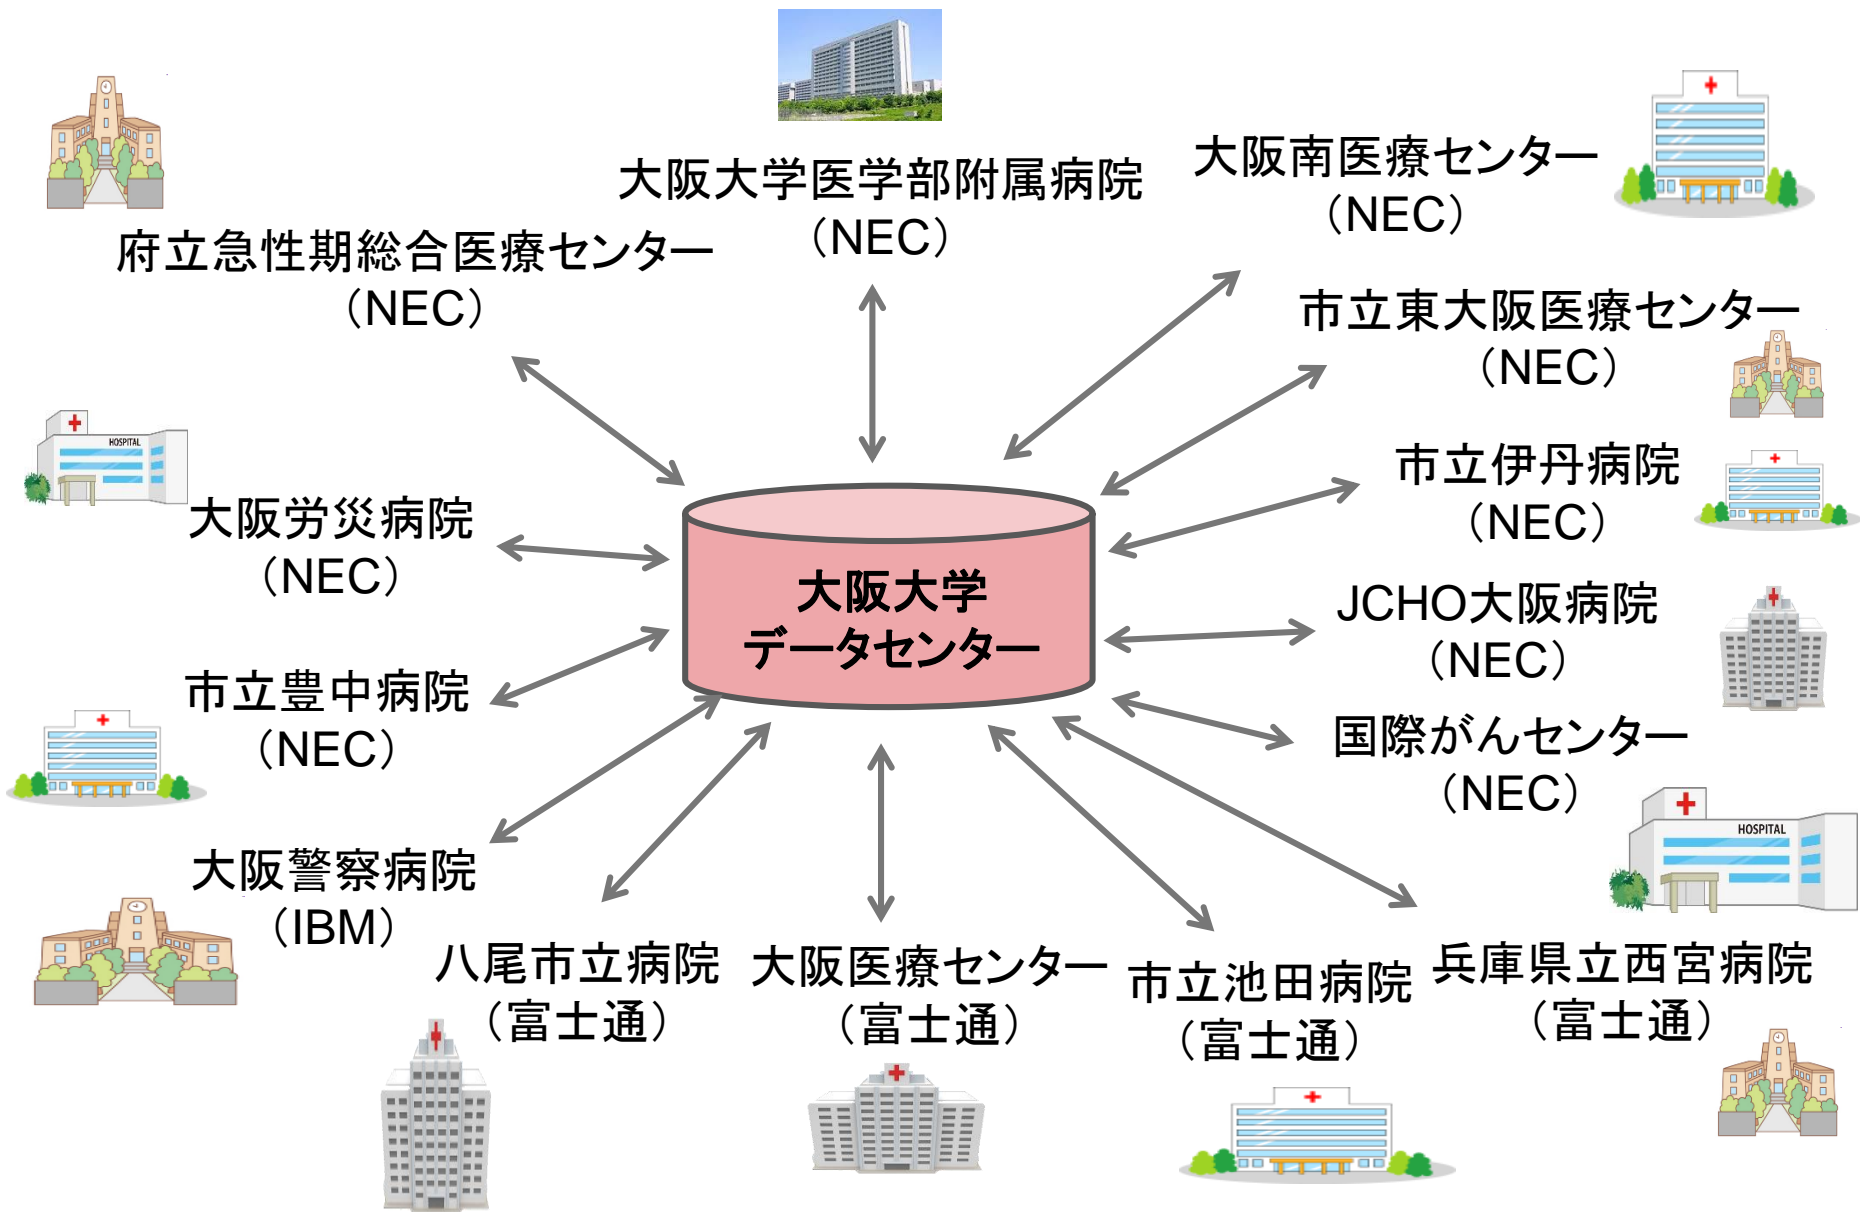 大阪大学医学部附属病院
（NEC）
大阪南医療センター
（NEC）
府立急性期総合医療センター
（NEC）
市立東大阪医療センター
（NEC）
市立伊丹病院
（NEC）
HOSPITAL
大阪労災病院
（NEC）
大阪大学
データセンター
JCHO大阪病院
（NEC）
市立豊中病院
（NEC）
国際がんセンター
（NEC）
HOSPITAL
大阪警察病院
（IBM）
八尾市立病院
（富士通）
大阪医療センター
（富士通）
市立池田病院
（富士通）
兵庫県立西宮病院
（富士通）